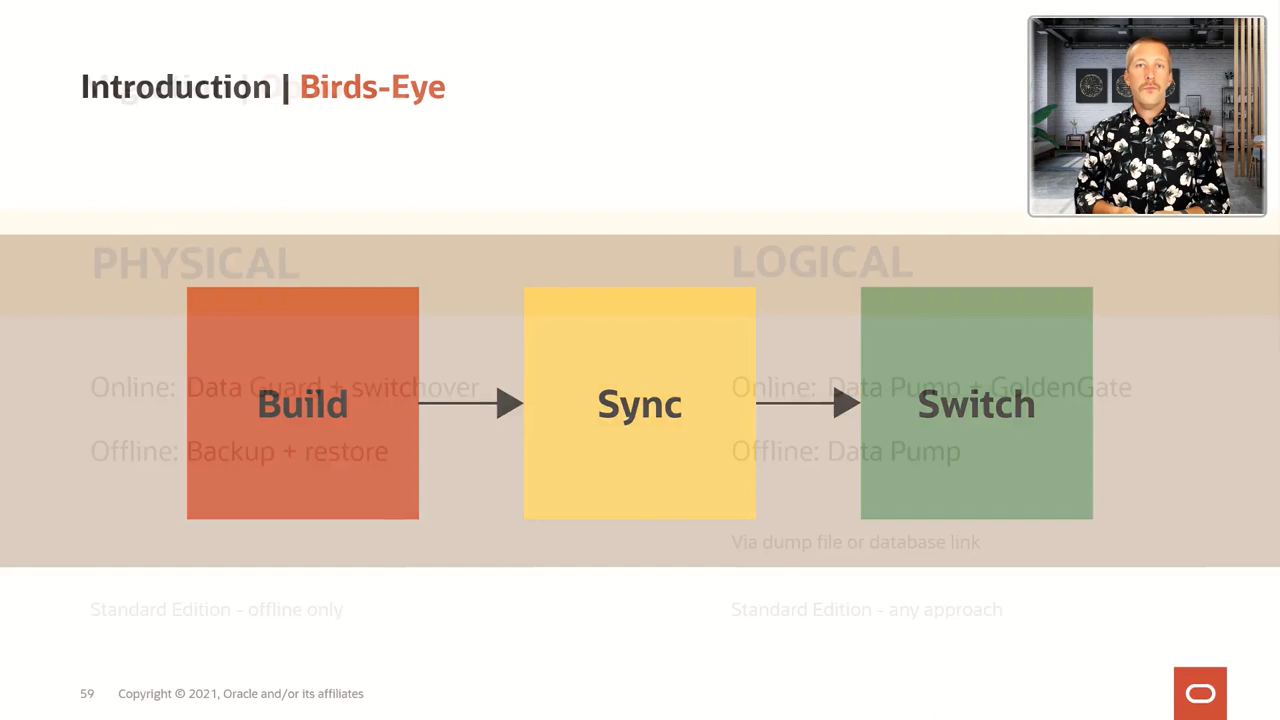 Introduction | Birds-Eye
PHYSICAL
LOGICAL
Online: Data Guard + switchover
Online: Data Pump + GoldenGate
Build
Sync
Switch
Offline: Backup + restore
Offline: Data Pump
Via dump file or database link
Standard Edition - offline only
Standard Edition - any approach
59
Copyright © 2021, Oracle and/or its affiliates